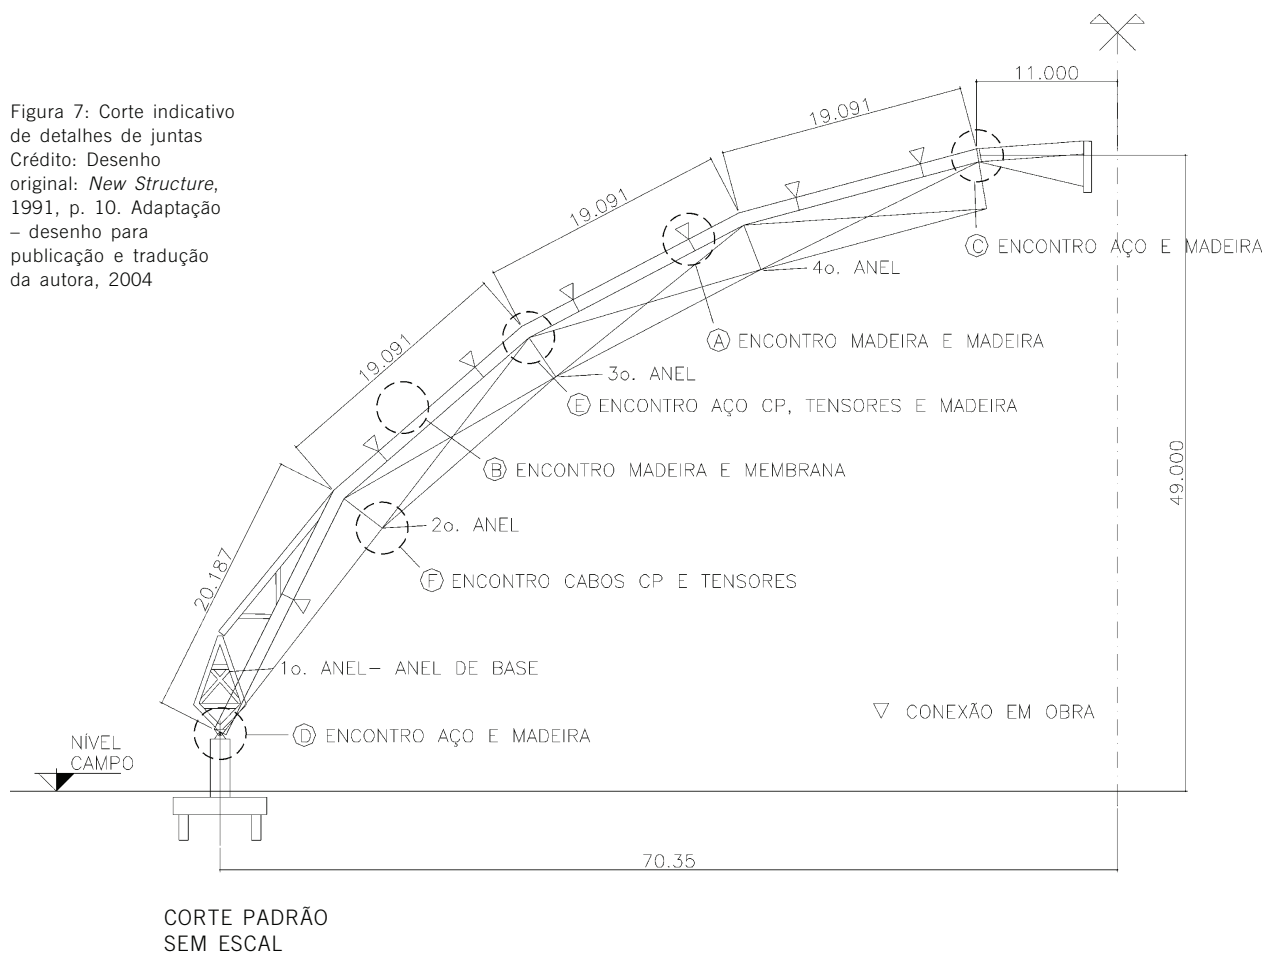 Figura 7: Corte indicativo
de detalhes de juntas
Crédito: Desenho
original: New Structure,
1991, p. 10. Adaptação
– desenho para
publicação e tradução
da autora, 2004
11.000
19.091
19.091
19.091
20.187
C ENCONTRO AÇO E MADEIRA
4o. ANEL
A ENCONTRO MADEIRA E MADEIRA
3o. ANEL
E ENCONTRO AÇO CP, TENSORES E MADEIRA
B ENCONTRO MADEIRA E MEMBRANA
49.000
2o. ANEL
F ENCONTRO CABOS CP E TENSORES
1o. ANEL– ANEL DE BASE
CONEXÃO EM OBRA
D ENCONTRO AÇO E MADEIRA
NÍVEL
CAMPO
70.35
CORTE PADRÃO
SEM ESCAL